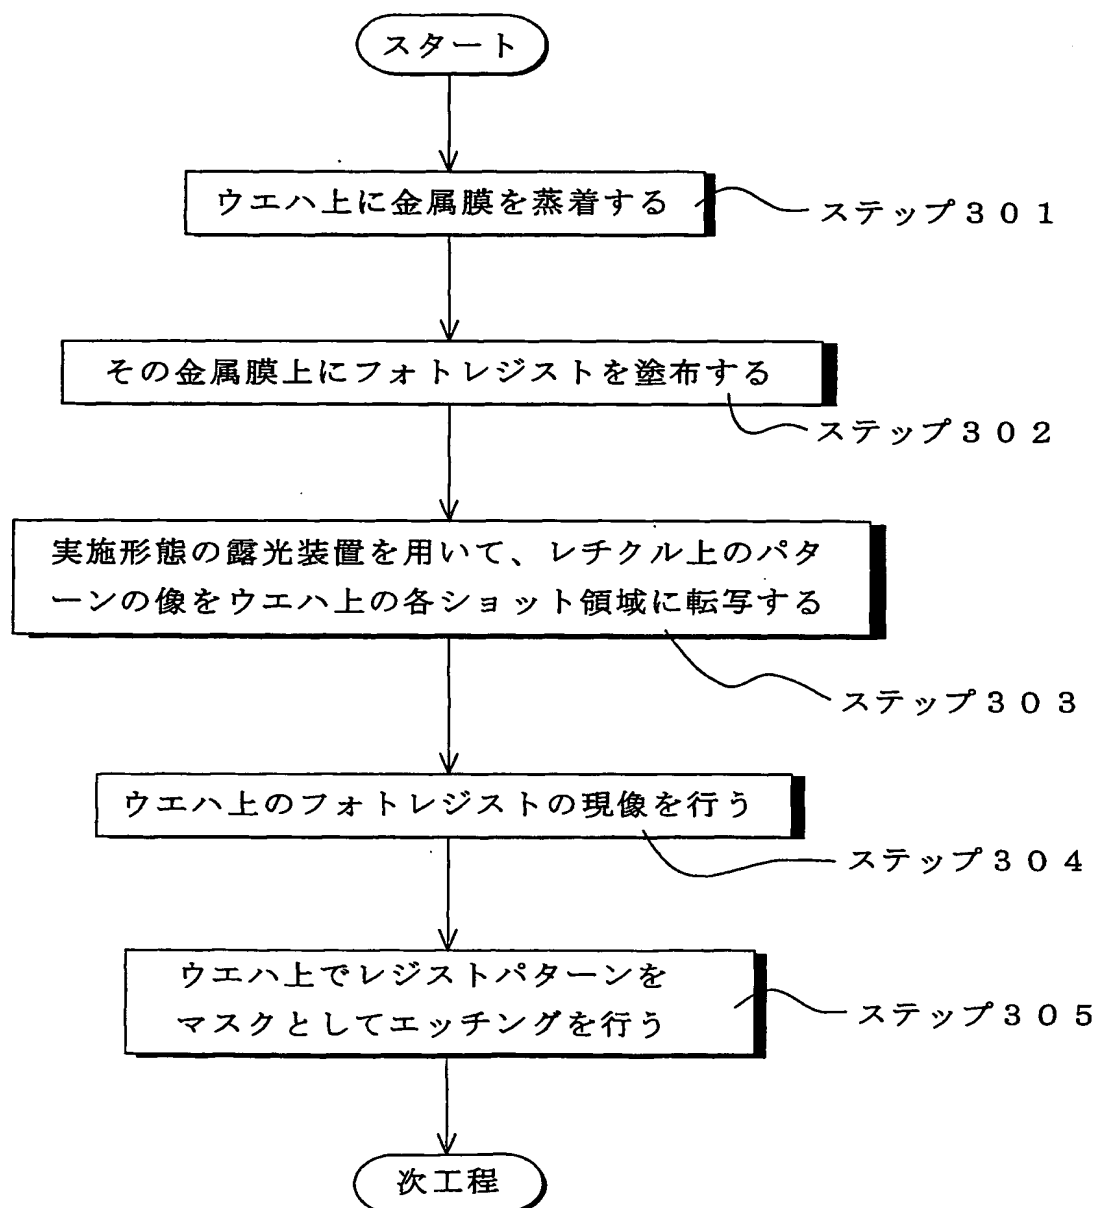 スタート
ウエハ上に金属膜を蒸着する
ステップ３０１
その金属膜上にフォトレジストを塗布する
ステップ３０２
実施形態の露光装置を用いて、レチクル上のパタ
ーンの像をウエハ上の各ショット領域に転写する
ステップ３０３
ウエハ上のフォトレジストの現像を行う
ステップ３０４
ウエハ上でレジストパターンを
マスクとしてエッチングを行う
ステップ３０５
次工程